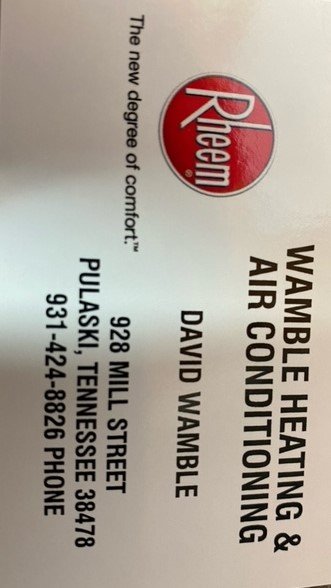 WAMBLE HEATING &
AIR CONDITIONING
Rheem®
The new degree of comfort.™
DAVID WAMBLE
928 MILL STREET
PULASKI, TENNESSEE 38478
931-424-8826 PHONE